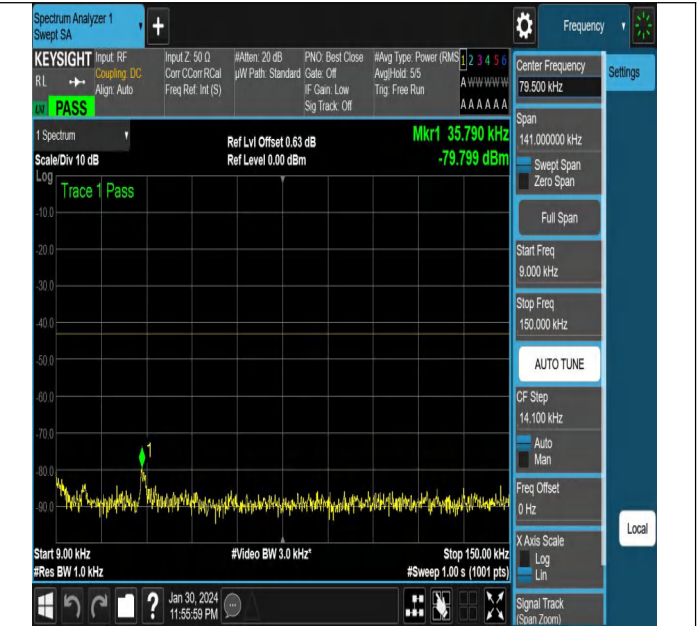 Spectrum Analyzer 1
Swept SA
+
Frequency
KEYSIGHT
RL
Input: RF
Coupling: DC
Align: Auto
Input Z: 50 Ω
Corr CCorr RCal
Freq Ref: Int (S)
#Atten: 20 dB
µW Path: Standard
PNO: Best Close
Gate: Off
IF Gain: Low
Sig Track: Off
#Avg Type: Power (RMS
Avg|Hold: 5/5
Trig: Free Run
1 2 3 4 5 6
A W W W W W
A A A A A A
PASS
1 Spectrum
Scale/Div 10 dB
Ref Lvl Offset 0.63 dB
Ref Level 0.00 dBm
Mkr1 35.790 kHz
-79.799 dBm
Log
Trace 1 Pass
-10.0
-20.0
-30.0
-40.0
-50.0
-60.0
-70.0
-80.0
-90.0
1
Start 9.00 kHz
#Video BW 3.0 kHz*
Stop 150.00 kHz
#Res BW 1.0 kHz
#Sweep 1.00 s (1001 pts)
?
Jan 30, 2024
11:55:59 PM
Center Frequency
79.500 kHz
Settings
Span
141.000000 kHz
Swept Span
Zero Span
Full Span
Start Freq
9.000 kHz
Stop Freq
150.000 kHz
AUTO TUNE
CF Step
14.100 kHz
Auto
Man
Freq Offset
0 Hz
X Axis Scale
Log
Lin
Local
Signal Track
(Span Zoom)